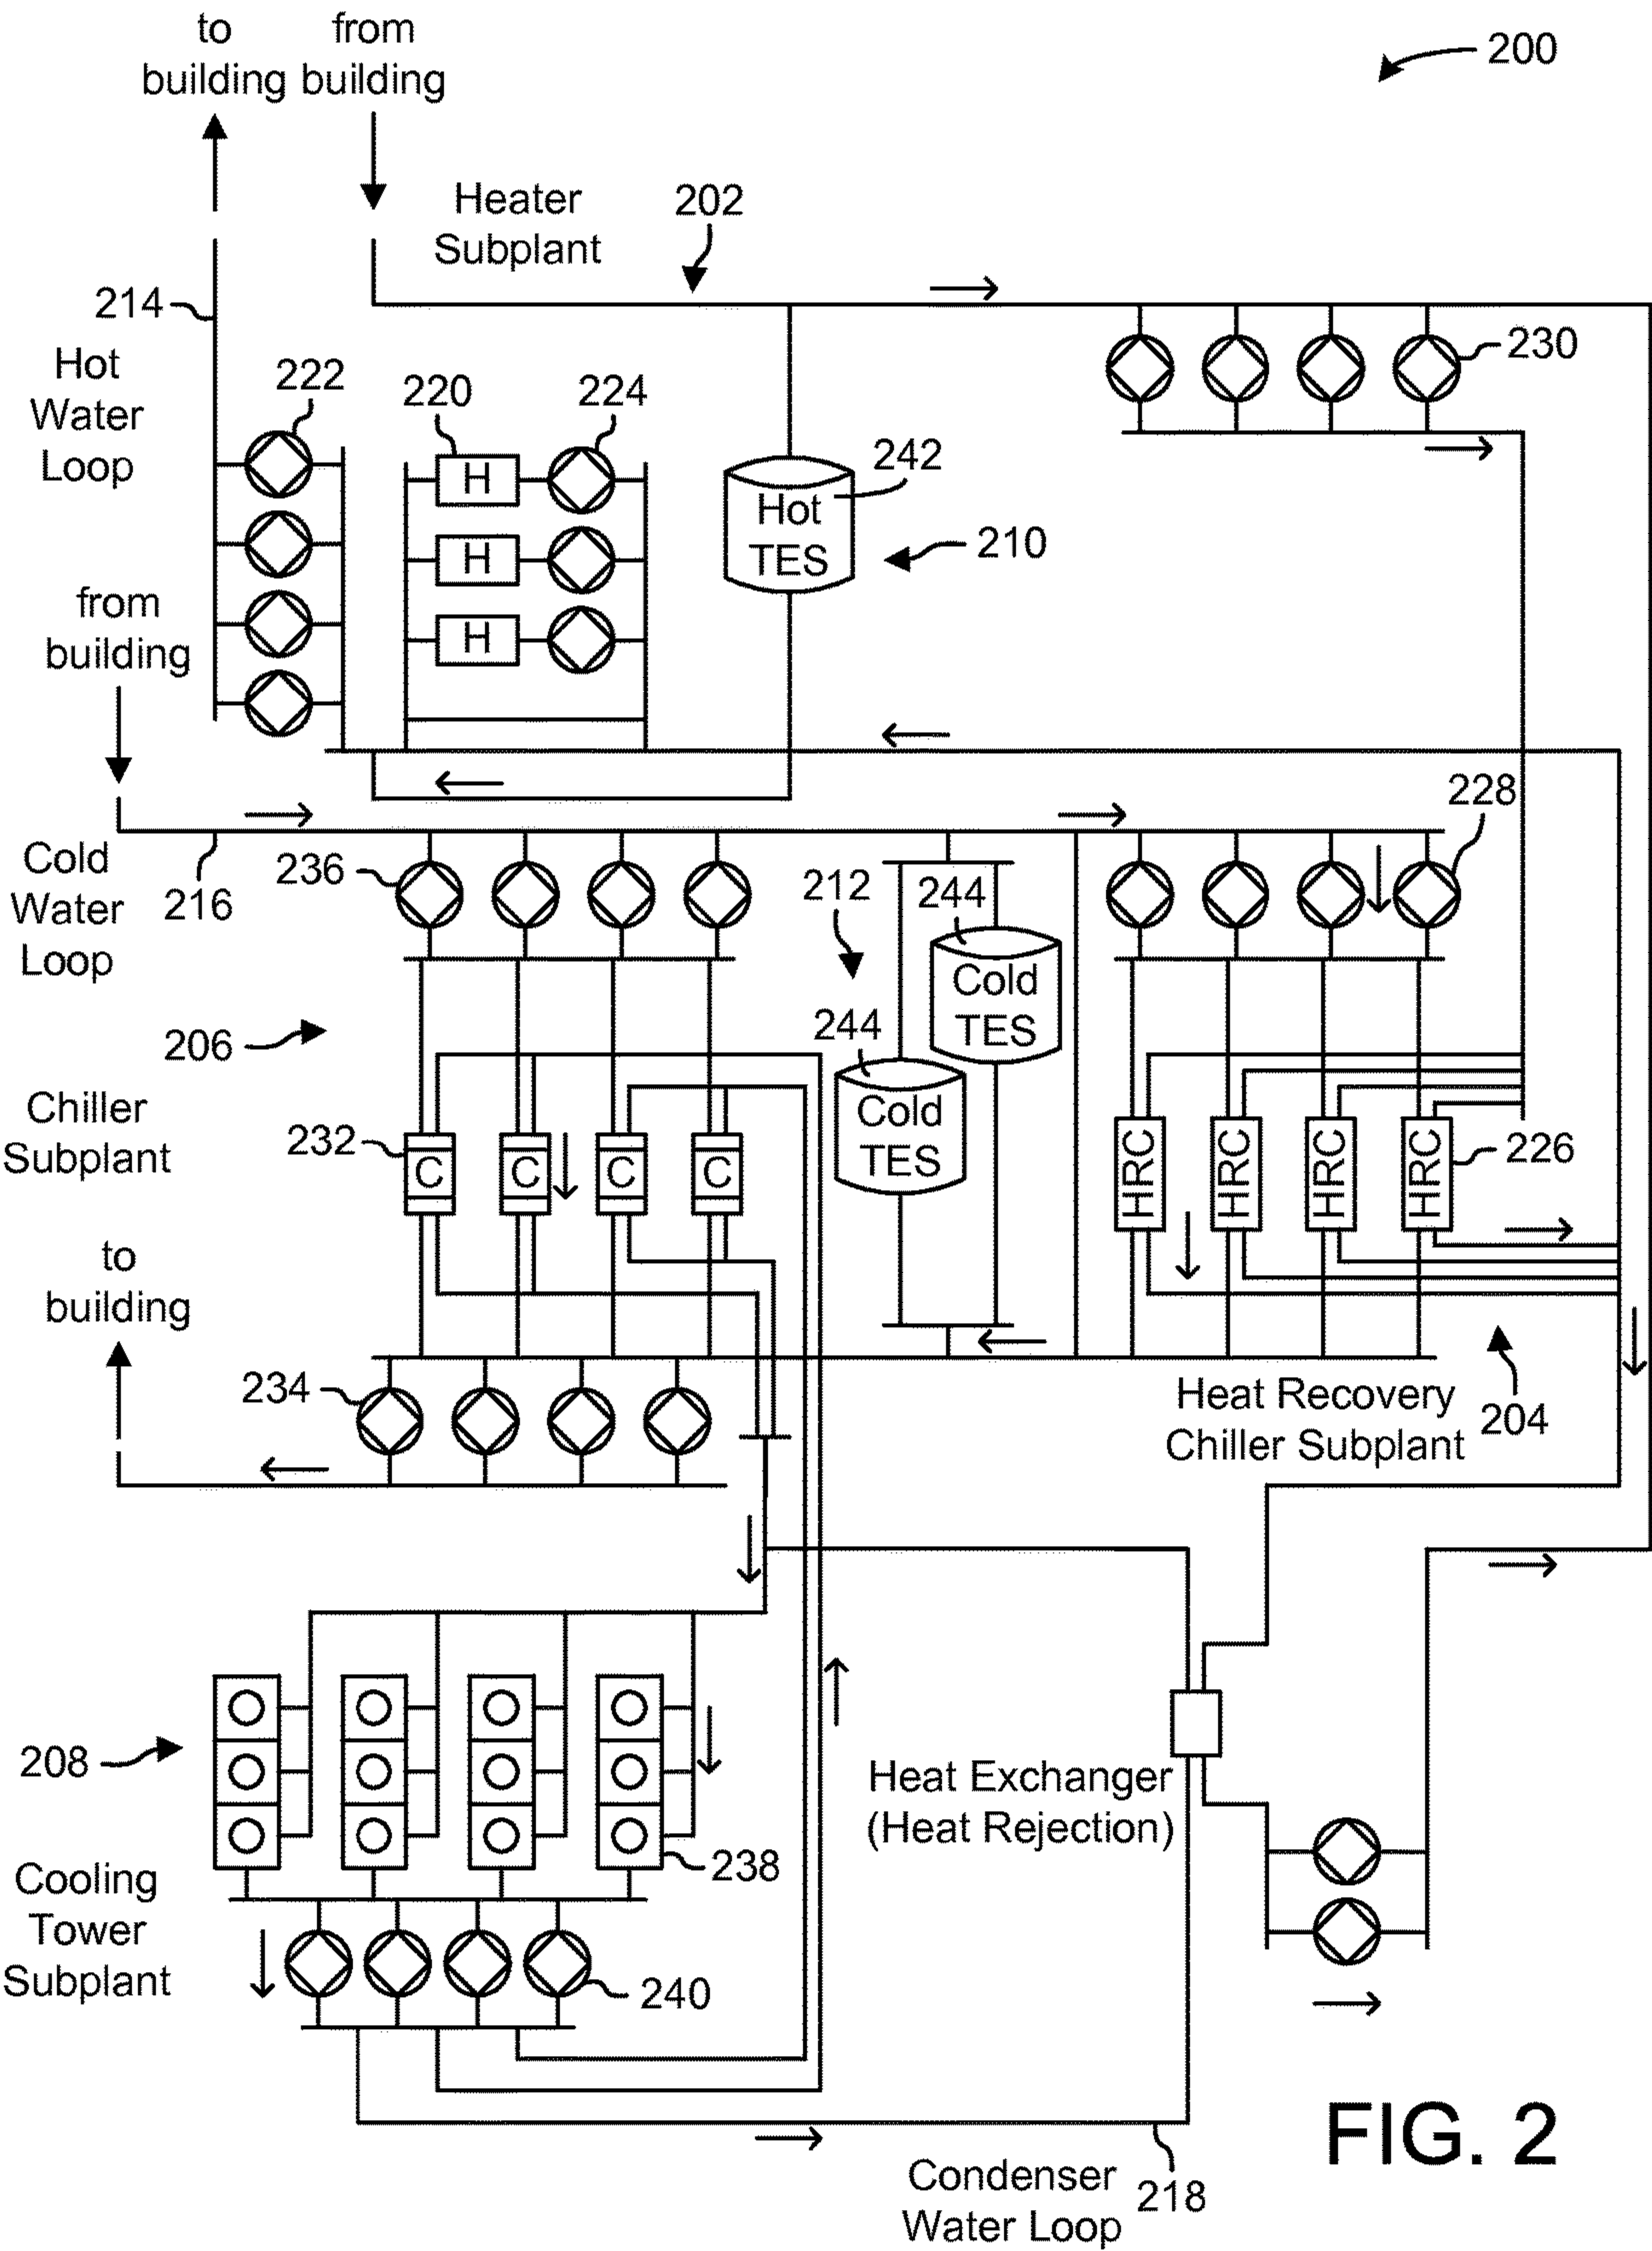 to from
building building
200
Heater
Subplant
202
214
Hot
Water
Loop
222
220
224
242
Hot
TES
210
230
H
H
H
from
building
228
Cold
Water
Loop
216
236
212
244
Cold
TES
244
Cold
TES
206
Chiller
Subplant
232
C
C
C
C
HRC
HRC
HRC
HRC
226
to
building
234
Heat Recovery
Chiller Subplant
204
208
Heat Exchanger
(Heat Rejection)
238
Cooling
Tower
Subplant
240
FIG. 2
Condenser
Water Loop
218